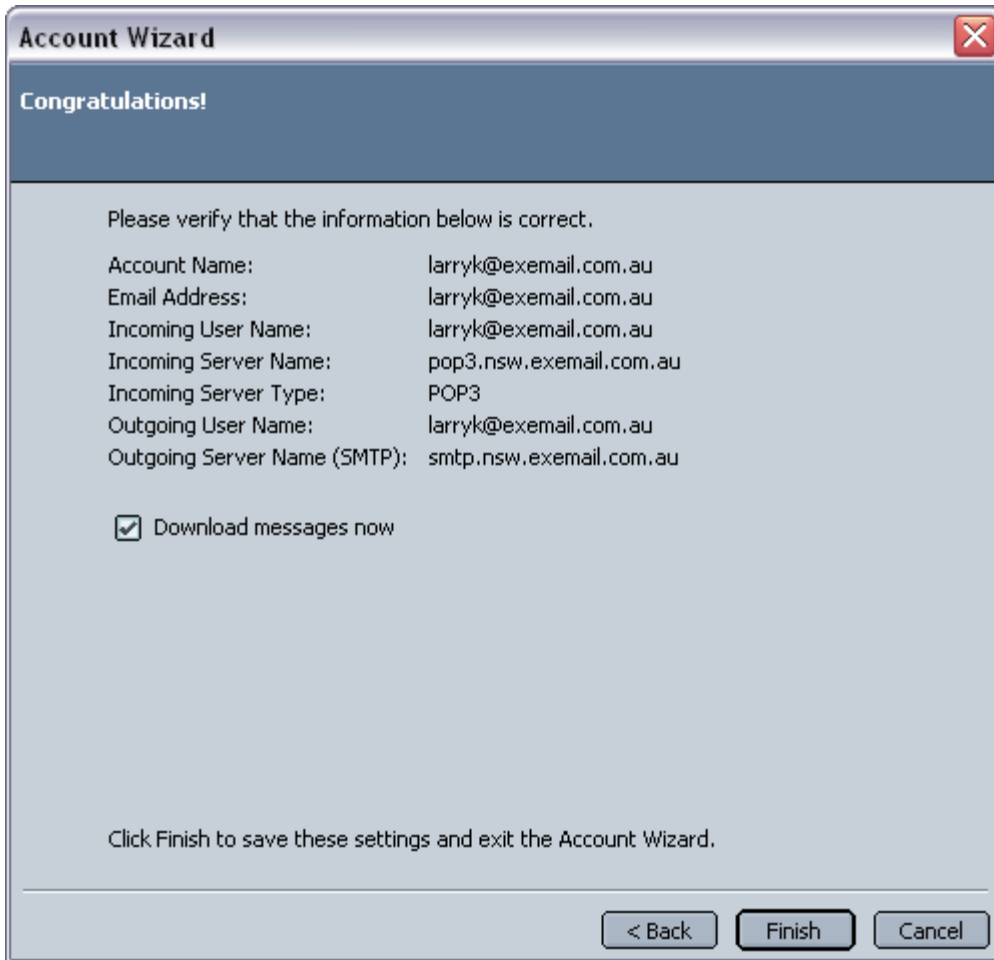 Account Wizard
Congratulations!
Please verify that the information below is correct.
Account Name: larryk@exemail.com.au
Email Address: larryk@exemail.com.au
Incoming User Name: larryk@exemail.com.au
Incoming Server Name: pop3.nsw.exemail.com.au
Incoming Server Type: POP3
Outgoing User Name: larryk@exemail.com.au
Outgoing Server Name (SMTP): smtp.nsw.exemail.com.au
Download messages now
Click Finish to save these settings and exit the Account Wizard.
< Back Finish Cancel